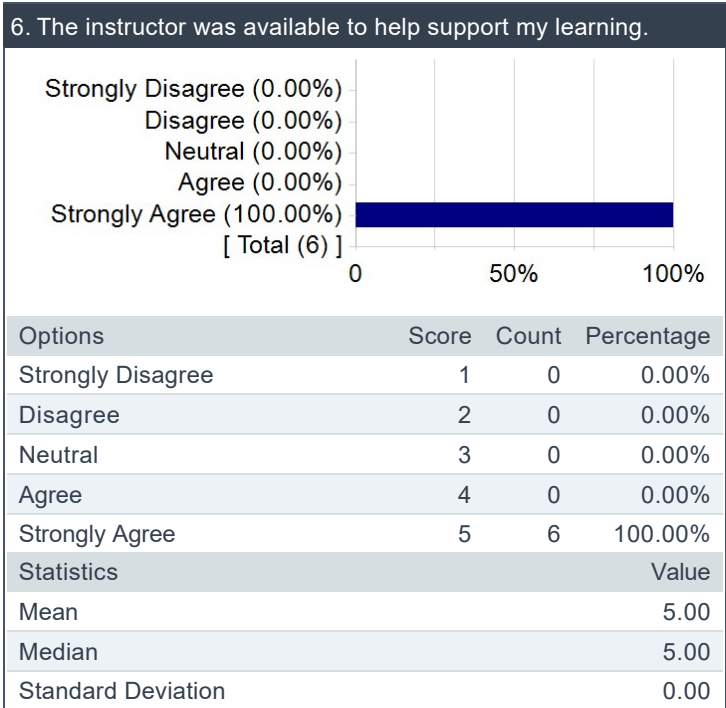 6. The instructor was available to help support my learning.
Strongly Disagree (0.00%)
Disagree (0.00%)
Neutral (0.00%)
Agree (0.00%)
Strongly Agree (100.00%)
[ Total (6) ]
0 50% 100%
Options Score Count Percentage
Strongly Disagree 1 0 0.00%
Disagree 2 0 0.00%
Neutral 3 0 0.00%
Agree 4 0 0.00%
Strongly Agree 5 6 100.00%
Statistics Value
Mean 5.00
Median 5.00
Standard Deviation 0.00